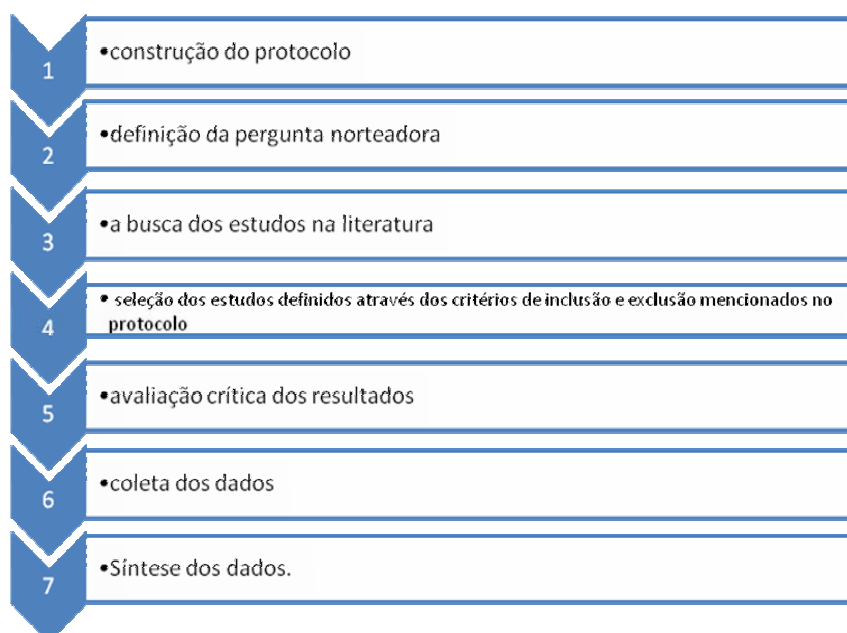 1
•construção do protocolo
2
•definição da pergunta norteadora
3
•a busca dos estudos na literatura
4
• seleção dos estudos definidos através dos critérios de inclusão e exclusão mencionados no
protocolo
5
•avaliação crítica dos resultados
6
•coleta dos dados
7
•Síntese dos dados.